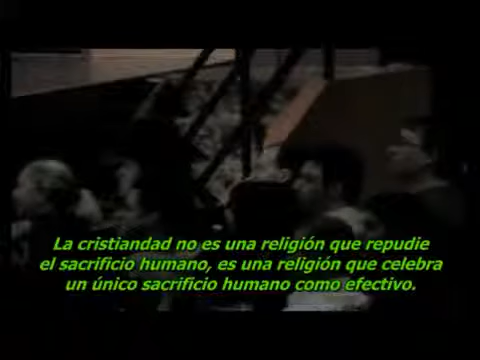 La cristiandad no es una religión que repudie
el sacrificio humano, es una religión que celebra
un único sacrificio humano como efectivo.